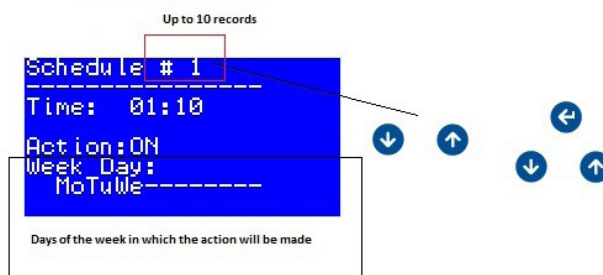 Up to 10 records
Schedule # 1
----------------
Time: 01:10
Action:ON
Week Day:
MoTuWe--------
Days of the week in which the action will be made